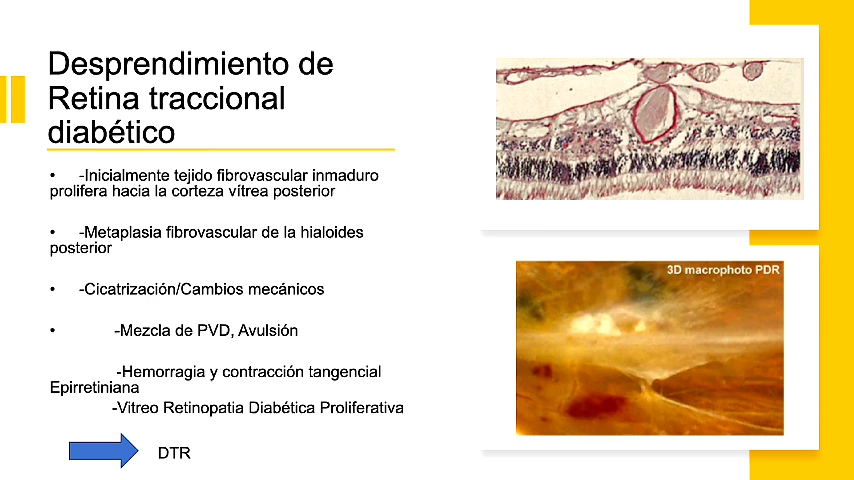 Desprendimiento de
Retina traccional
diabético
• -Inicialmente tejido fibrovascular inmaduro
prolifera hacia la corteza vítrea posterior
• -Metaplasia fibrovascular de la hialoides
posterior
• -Cicatrización/Cambios mecánicos
• -Mezcla de PVD, Avulsión
-Hemorragia y contracción tangencial
Epirretiniana
-Vitreo Retinopatia Diabética Proliferativa
DTR
3D macrophoto PDR